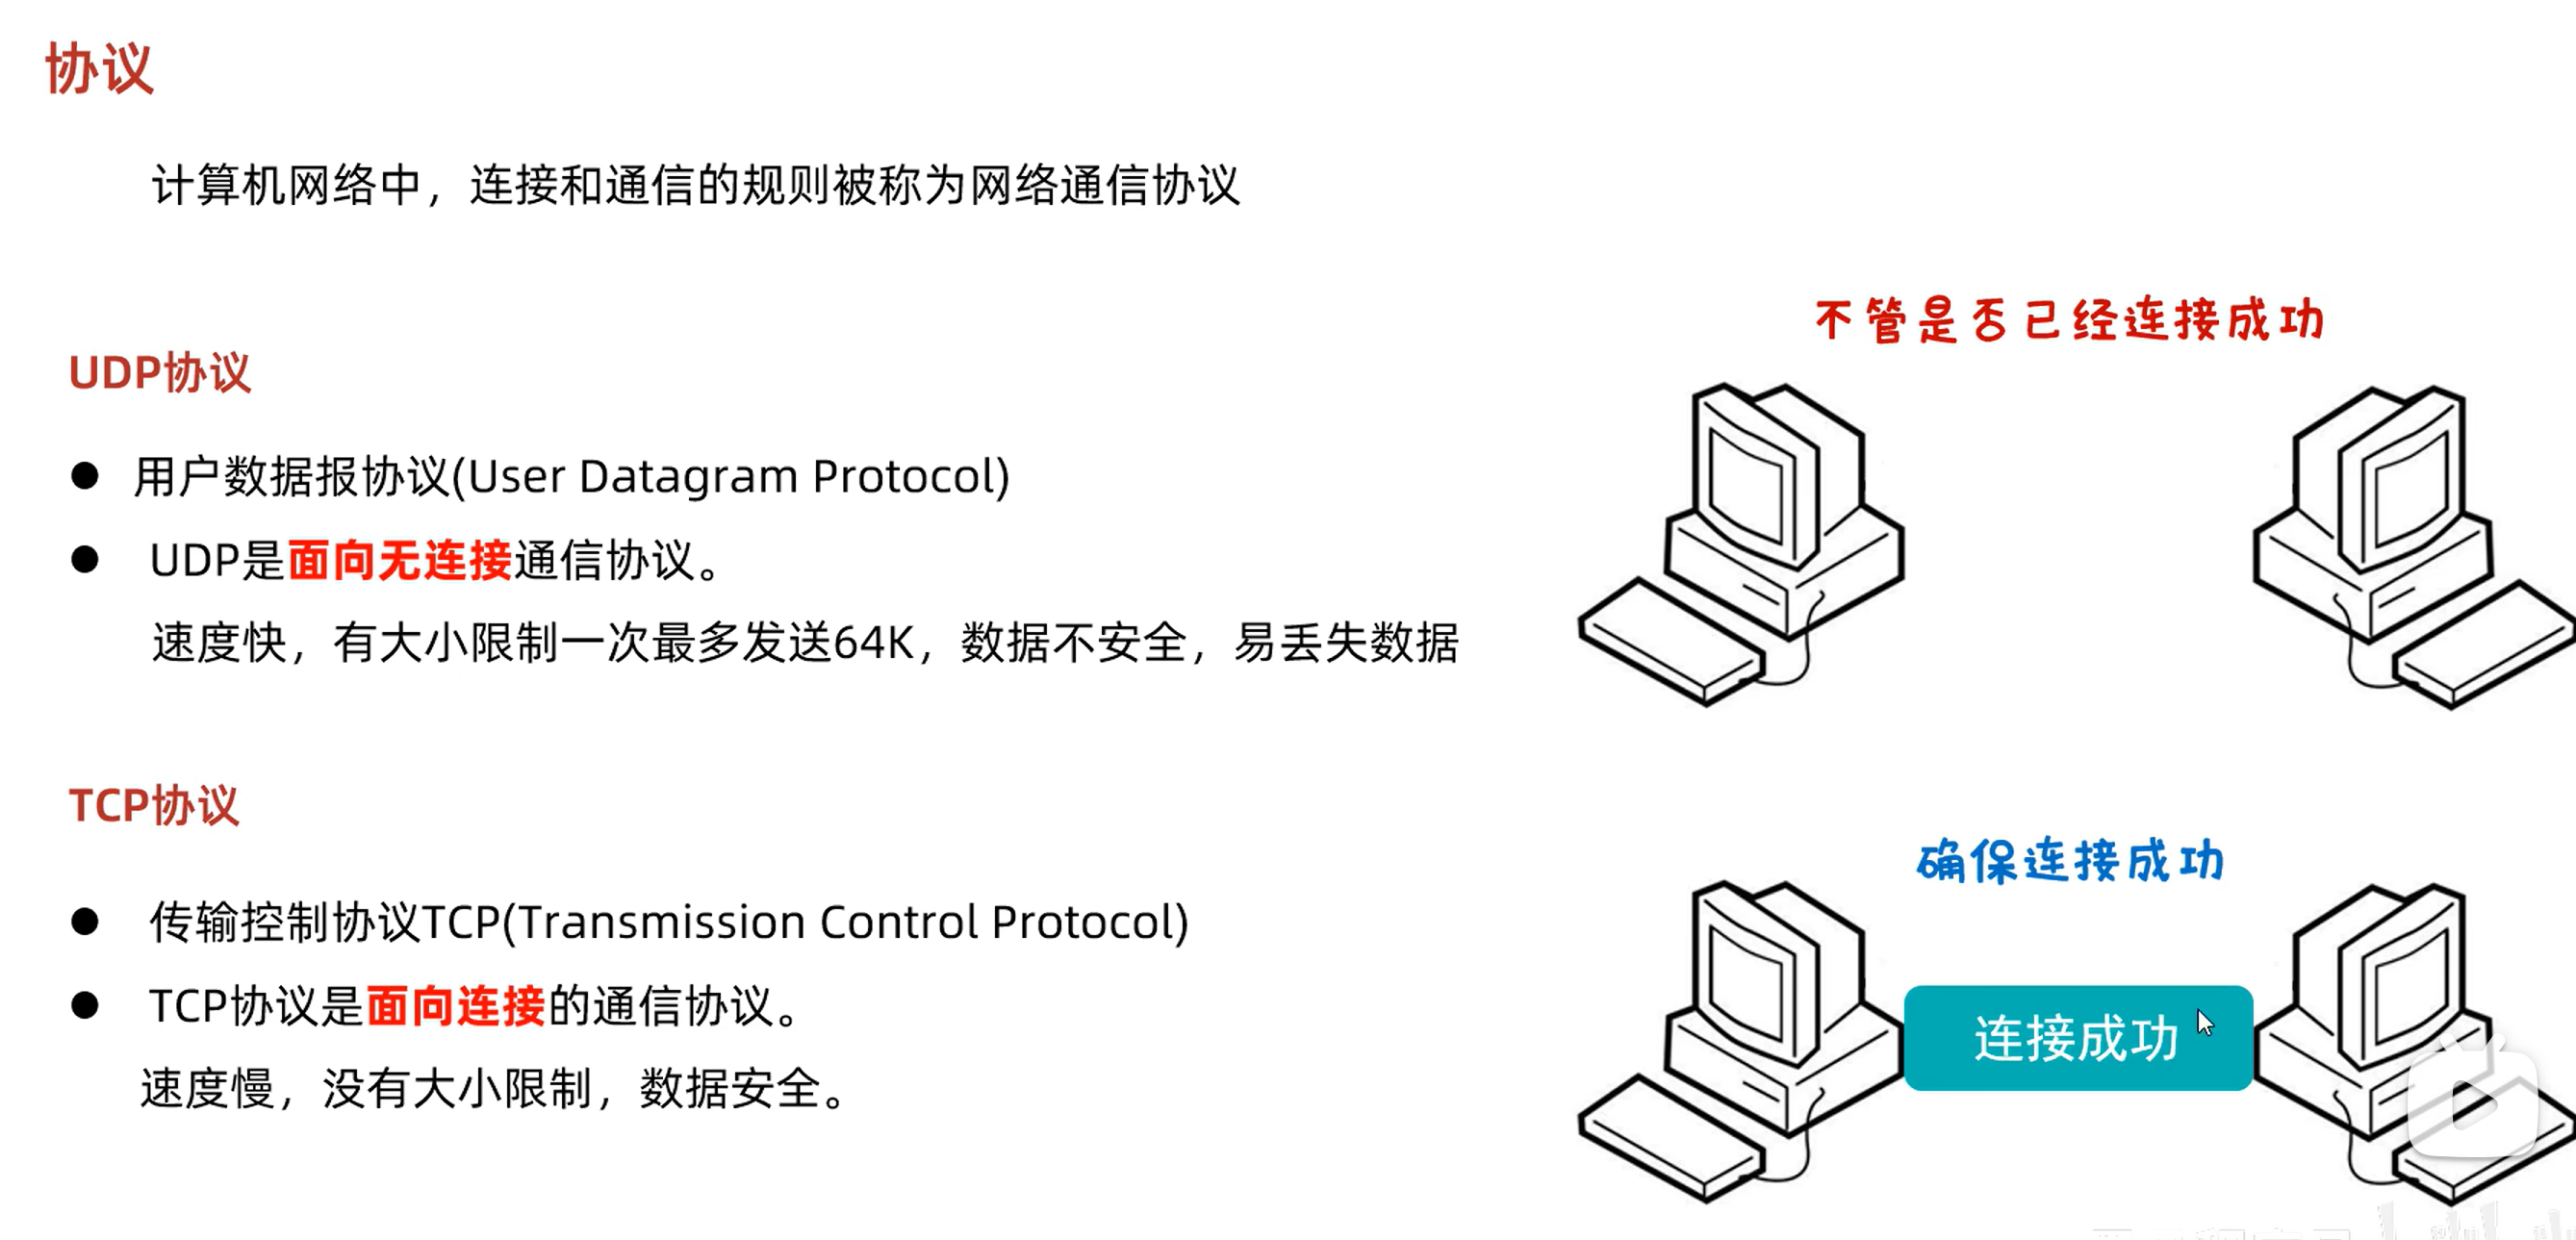 协议
计算机网络中，连接和通信的规则被称为网络通信协议
不管是否已经连接成功
UDP协议
● 用户数据报协议(User Datagram Protocol)
● UDP是面向无连接通信协议。
速度快，有大小限制一次最多发送64K，数据不安全，易丢失数据
TCP协议
确保连接成功
● 传输控制协议TCP(Transmission Control Protocol)
● TCP协议是面向连接的通信协议。
连接成功
速度慢，没有大小限制，数据安全。